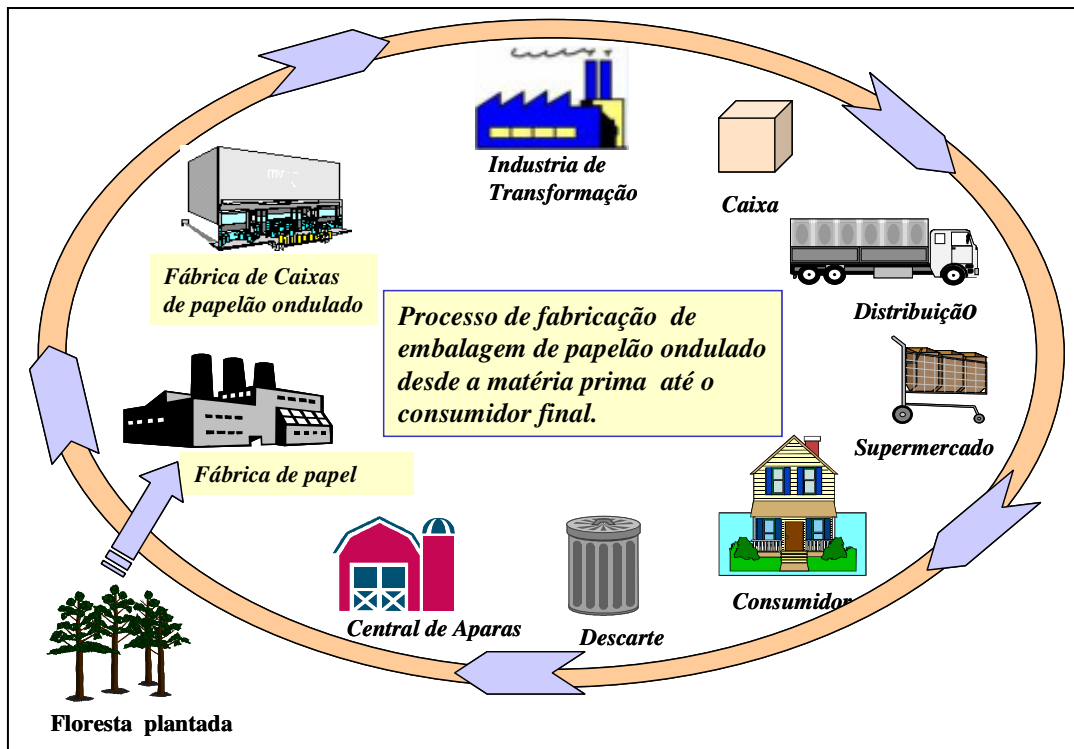 Industria de
Transformação
Caixa
Fábrica de Caixas
de papelão ondulado
Distribuição
Processo de fabricação de
embalagem de papelão ondulado
desde a matéria prima até o
consumidor final.
Supermercado
Fábrica de papel
Consumidor
Central de Aparas
Descarte
Floresta plantada